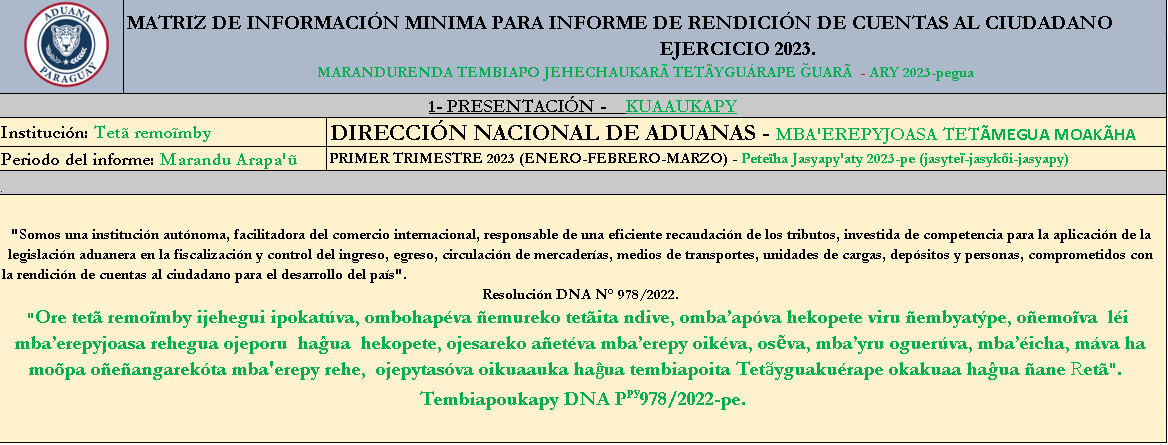 ADUANA
PARAGUAY
MATRIZ DE INFORMACIÓN MINIMA PARA INFORME DE RENDICIÓN DE CUENTAS AL CIUDADANO
EJERCICIO 2023.
MARANDURENDA TEMBIAPO JEHECHAUKARÃ TETÃYGUÁRAPE G̃UARÃ - ARY 2023-pegua
1- PRESENTACIÓN - KUAAUKAPY
Institución: Tetã remoĩmby
DIRECCIÓN NACIONAL DE ADUANAS - MBA'EREPYJOASA TETÃMEGUA MOAKÃHA
Periodo del informe: Marandu Arapa'ũ
PRIMER TRIMESTRE 2023 (ENERO-FEBRERO-MARZO) - Peteĩha Jasyapy'aty 2023-pe (jasyteĩ-jasykõi-jasyapy)
.
"Somos una institución autónoma, facilitadora del comercio internacional, responsable de una eficiente recaudación de los tributos, investida de competencia para la aplicación de la
legislación aduanera en la fiscalización y control del ingreso, egreso, circulación de mercaderías, medios de transportes, unidades de cargas, depósitos y personas, comprometidos con
la rendición de cuentas al ciudadano para el desarrollo del país".
Resolución DNA N° 978/2022.
"Ore tetã remoĩmby ijehegui ipokatúva, ombohapéva ñemureko tetãita ndive, omba’apóva hekopete viru ñembyatýpe, oñemoĩva léi
mba’erepyjoasa rehegua ojeporu hag̃ua hekopete, ojesareko añetéva mba’erepy oikéva, osẽva, mba’yru oguerúva, mba’éicha, máva ha
moõpa oñeñangarekóta mba'erepy rehe, ojepytasóva oikuaauka hag̃ua tembiapoita Tetãyguakuérape okakuaa hag̃ua ñane Retã".
Tembiapoukapy DNA Pᵖʸ978/2022-pe.